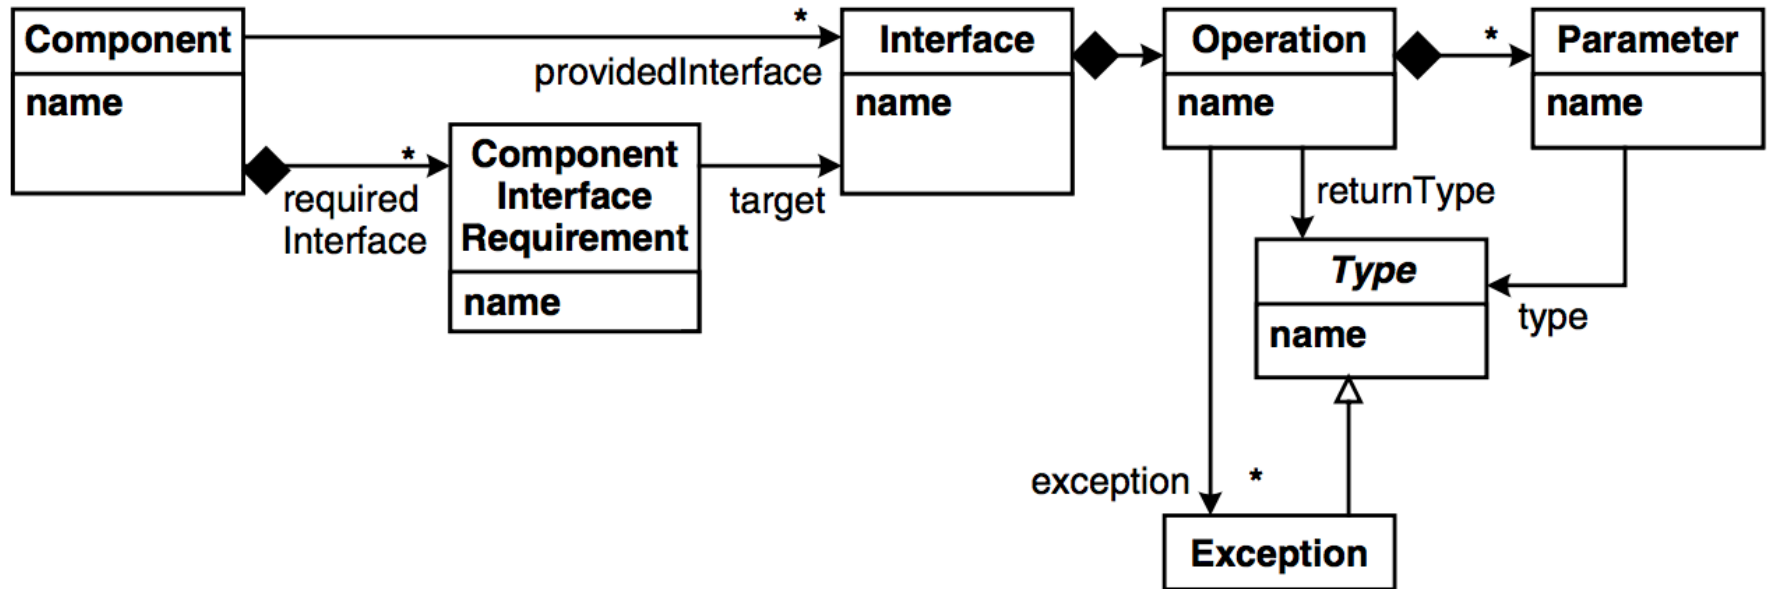 Component
name
*
providedInterface
*
required
Interface
Component
Interface
Requirement
name
target
Interface
name
Operation
name
*
Parameter
name
returnType
Type
name
type
exception
*
Exception